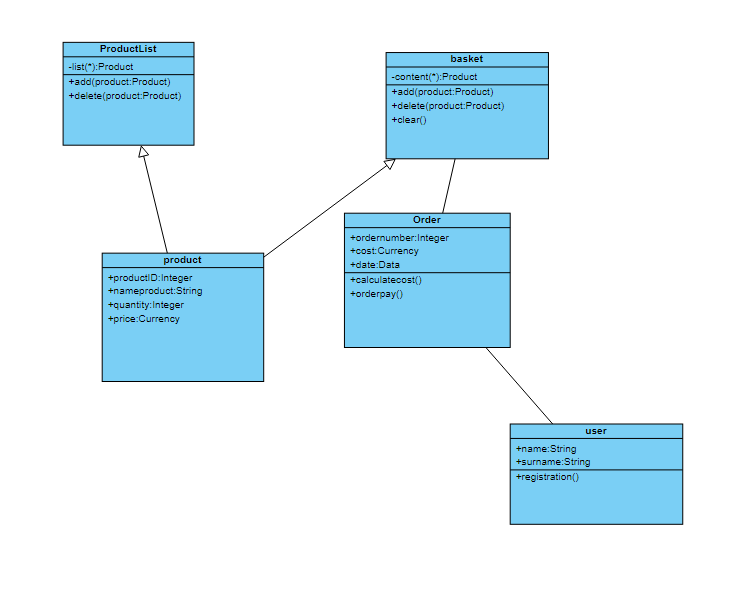 ProductList
-list(*):Product
+add(product:Product)
+delete(product:Product)
basket
-content(*):Product
+add(product:Product)
+delete(product:Product)
+clear()
Order
+ordernumber:Integer
+cost:Currency
+date:Data
+calculatecost()
+orderpay()
product
+productID:Integer
+nameproduct:String
+quantity:Integer
+price:Currency
user
+name:String
+surname:String
+registration()